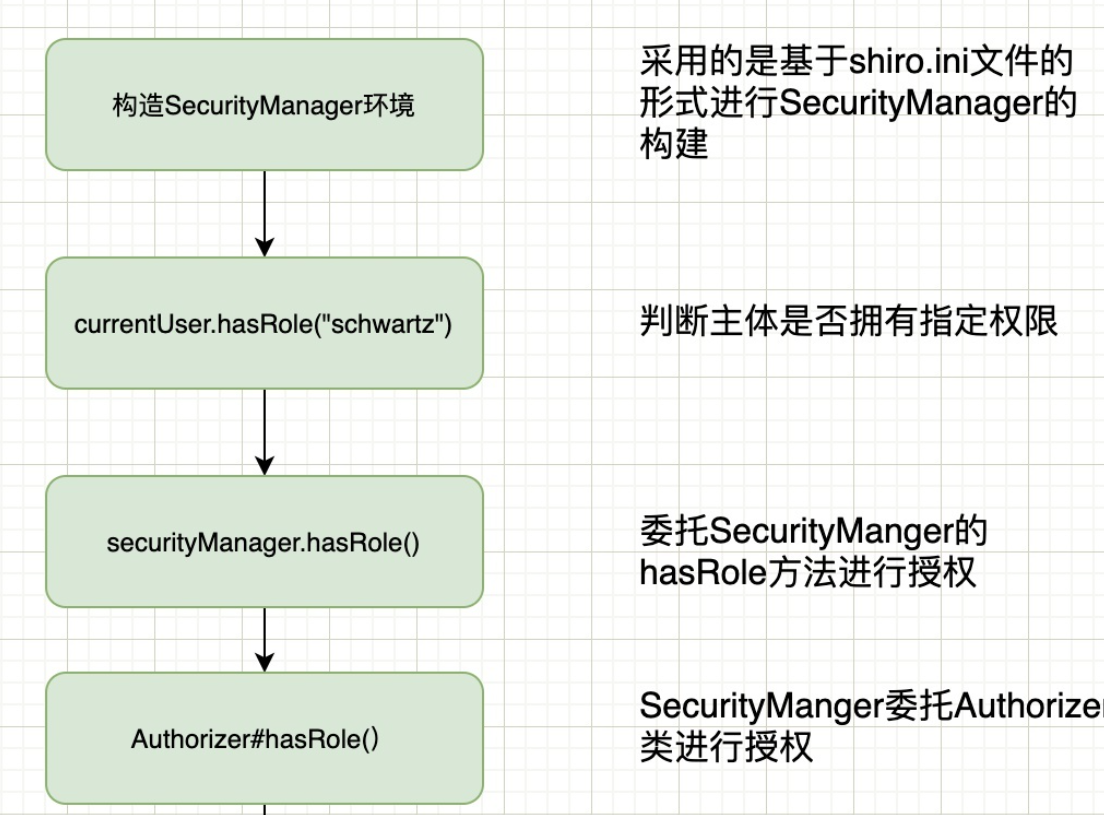 构造SecurityManager环境
采用的是基于shiro.ini文件的
形式进行SecurityManager的
构建
currentUser.hasRole("schwartz")
判断主体是否拥有指定权限
securityManager.hasRole()
委托SecurityManger的
hasRole方法进行授权
Authorizer#hasRole()
SecurityManger委托Authorizer
类进行授权